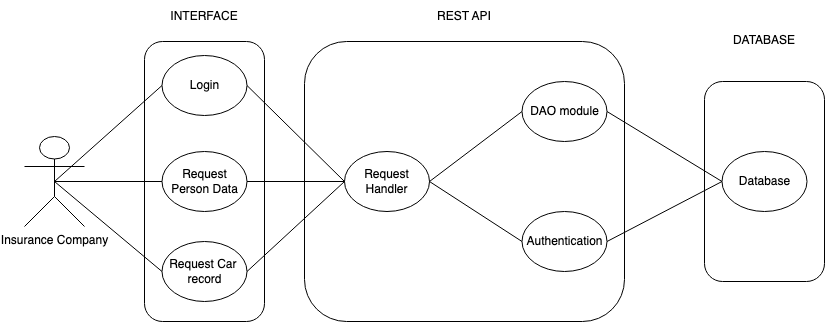 INTERFACE
REST API
DATABASE
Login
Request
Person Data
Request Car
record
Request
Handler
DAO module
Authentication
Database
Insurance Company